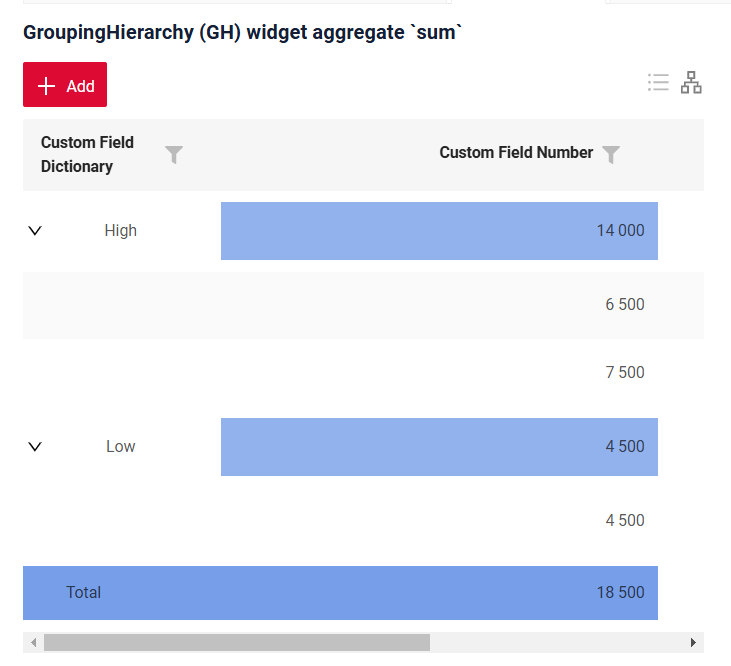 GroupingHierarchy (GH) widget aggregate `sum`
Add
Custom Field
Dictionary
Custom Field Number
High
14 000
6 500
7 500
Low
4 500
4 500
Total
18 500